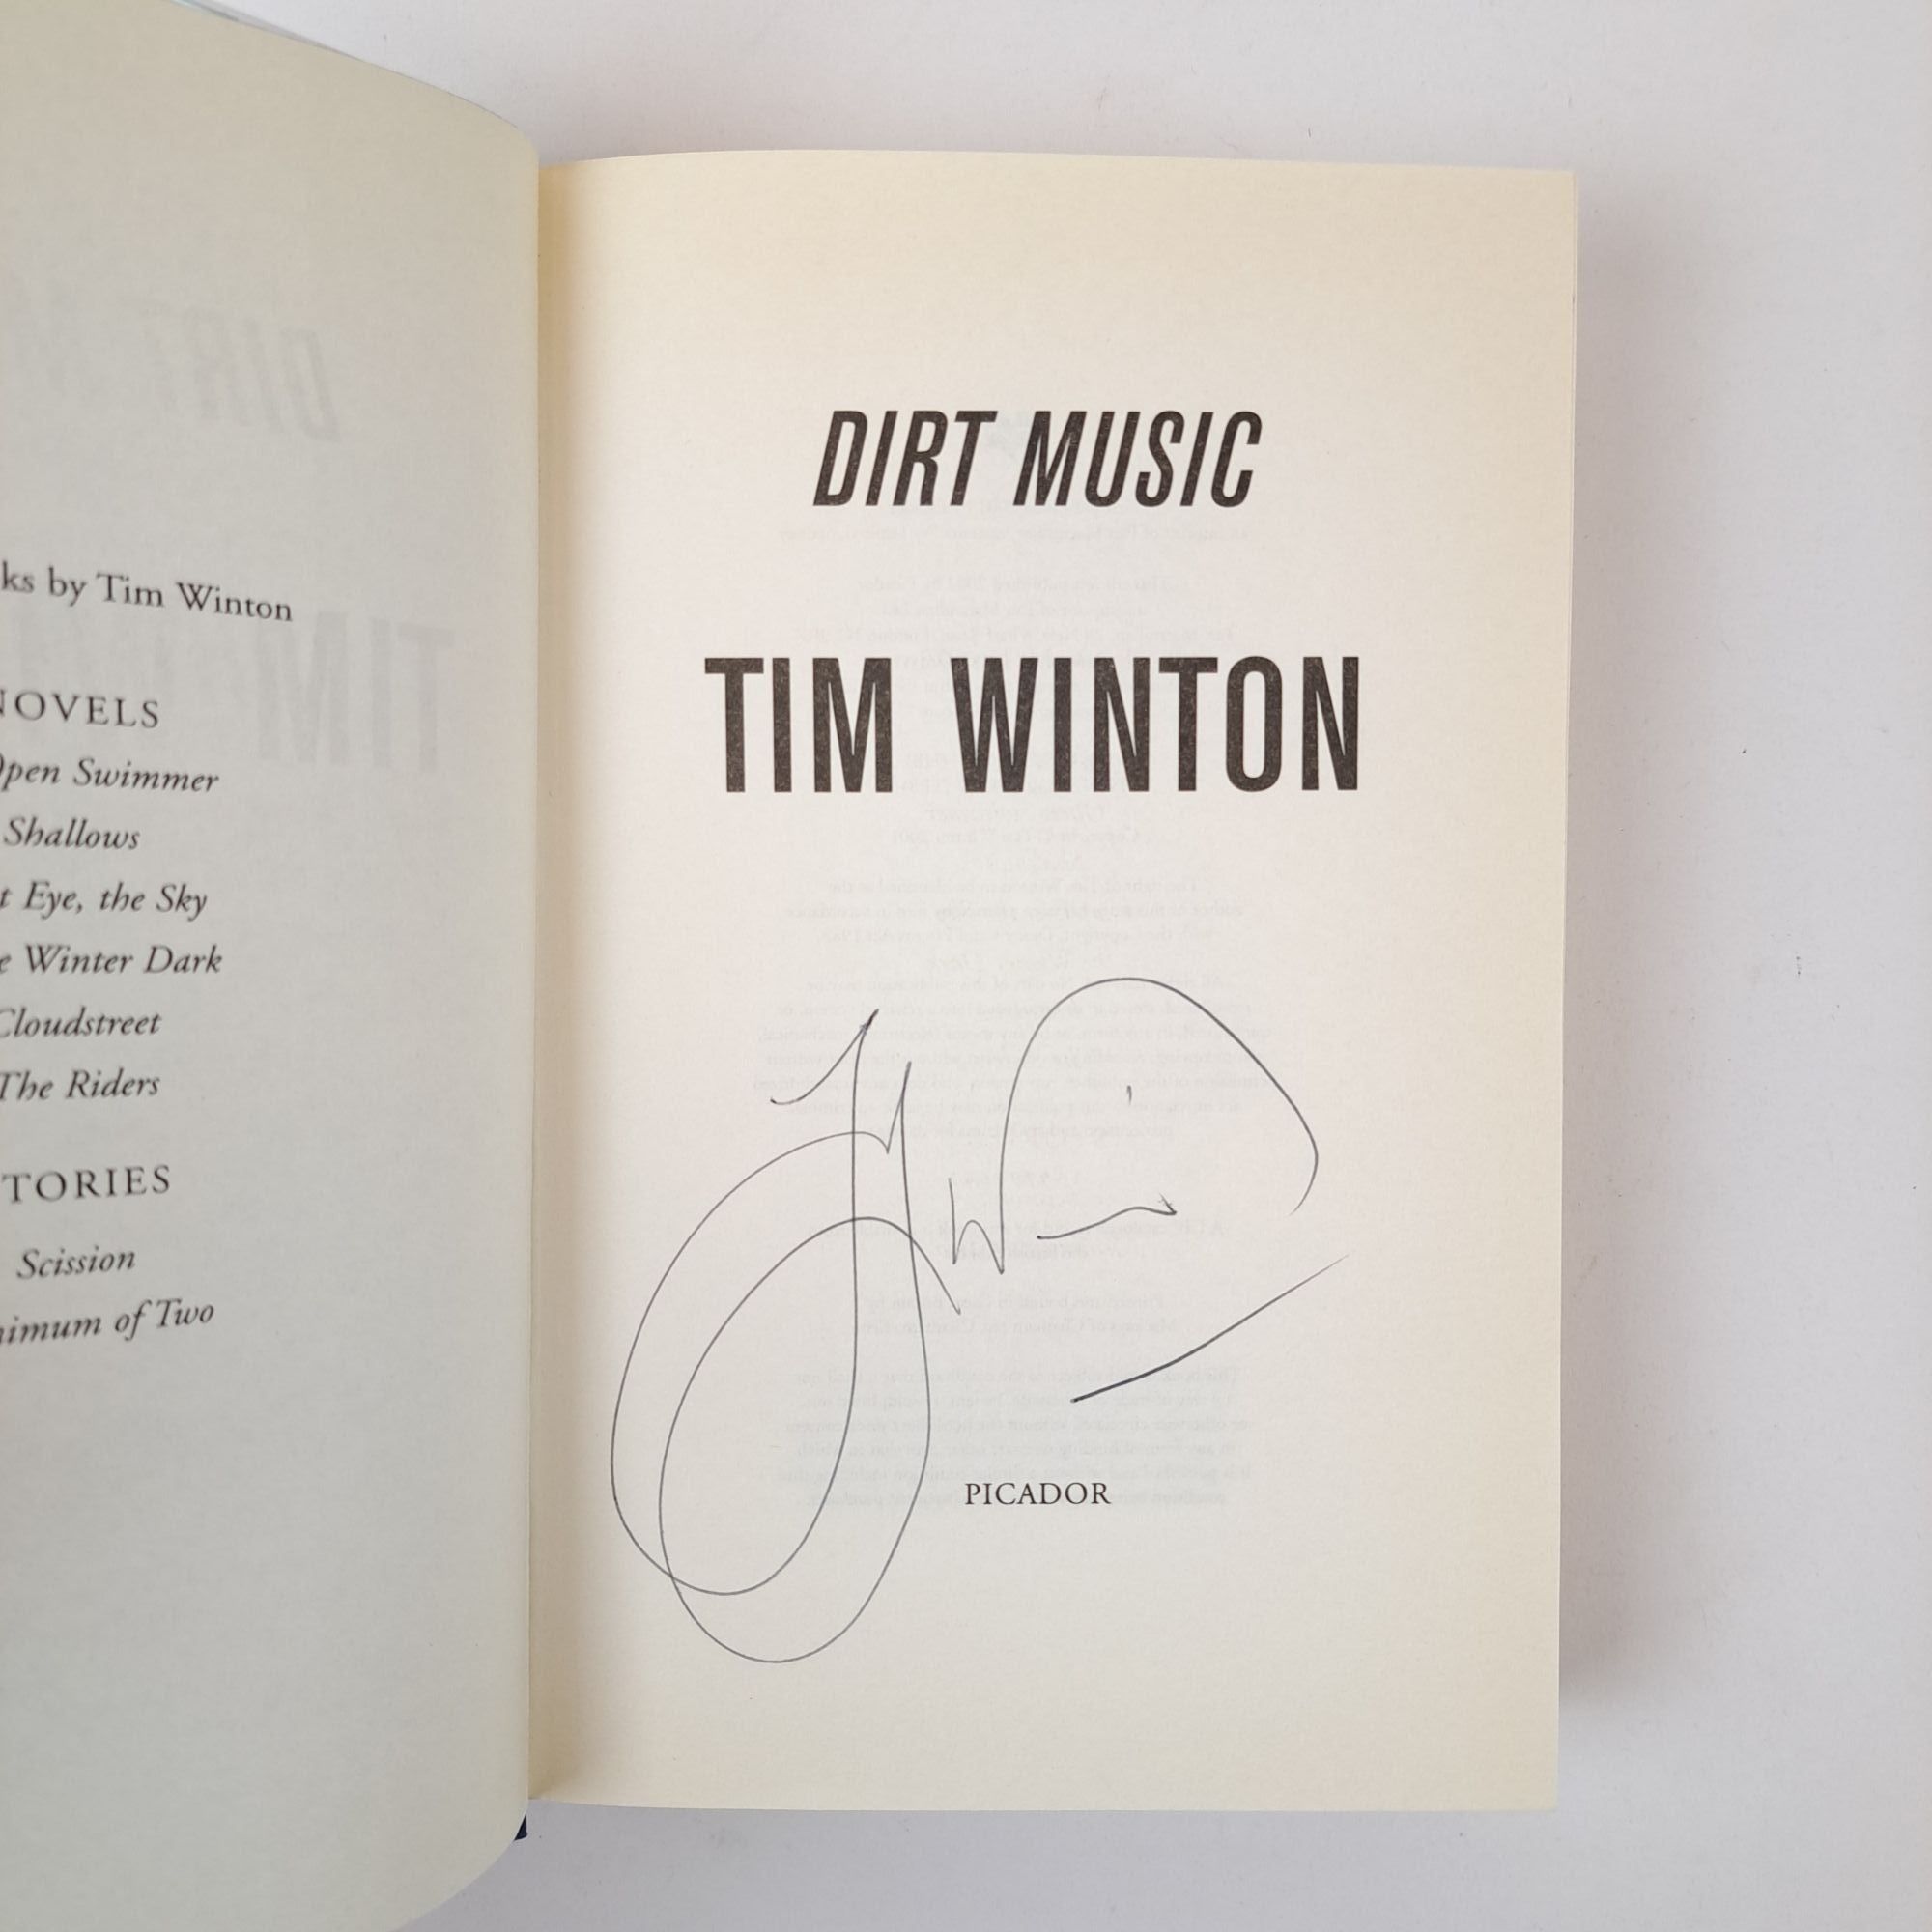 ks by Tim Winton
NOVELS
Open Swimmer
Shallows
t Eye, the Sky
e Winter Dark
Cloudstreet
The Riders
TORIES
Scission
nimum of Two
DIRT MUSIC
TIM WINTON
PICADOR